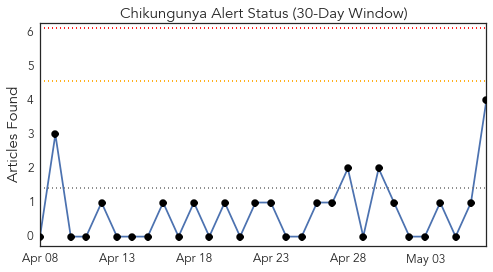 Chikungunya Alert Status (30-Day Window)
Articles Found
6
5
4
3
2
1
0
Apr 08 Apr 13 Apr 18 Apr 23 Apr 28 May 03